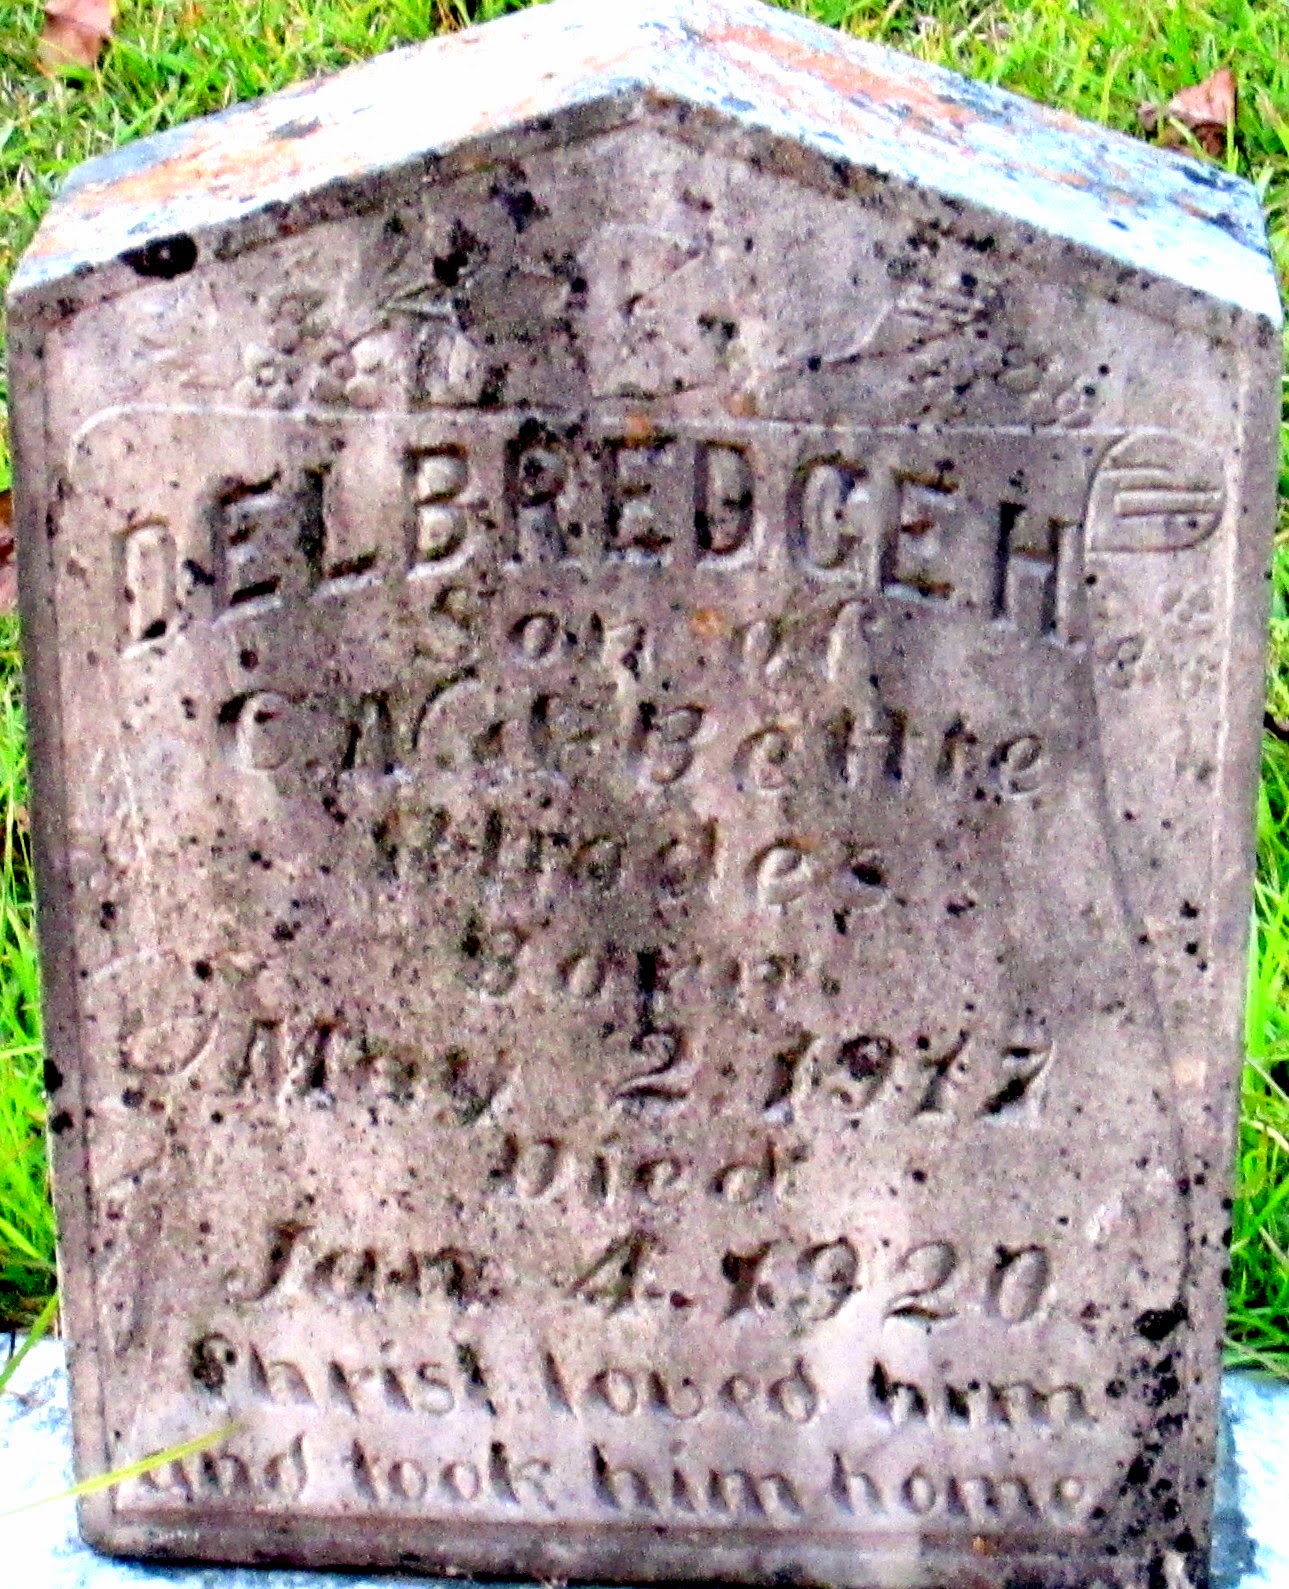 DELBREDGE H
Son of
Born
May 2 1917
Died
Jan. 4. 1920
Christ loved him
and took him home